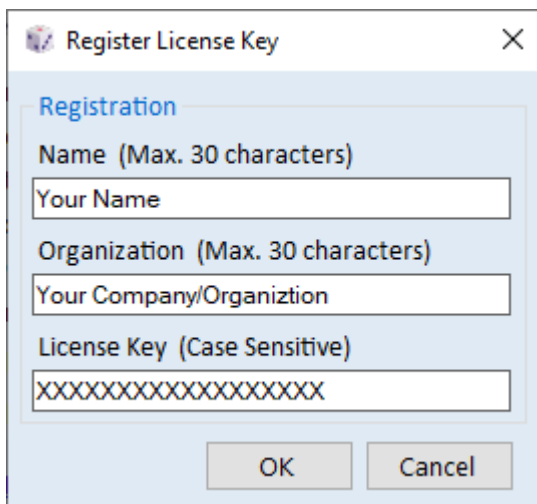 Register License Key
Registration
Name (Max. 30 characters)
Your Name
Organization (Max. 30 characters)
Your Company/Organiztion
License Key (Case Sensitive)
XXXXXXXXXXXXXXXXXX
OK Cancel